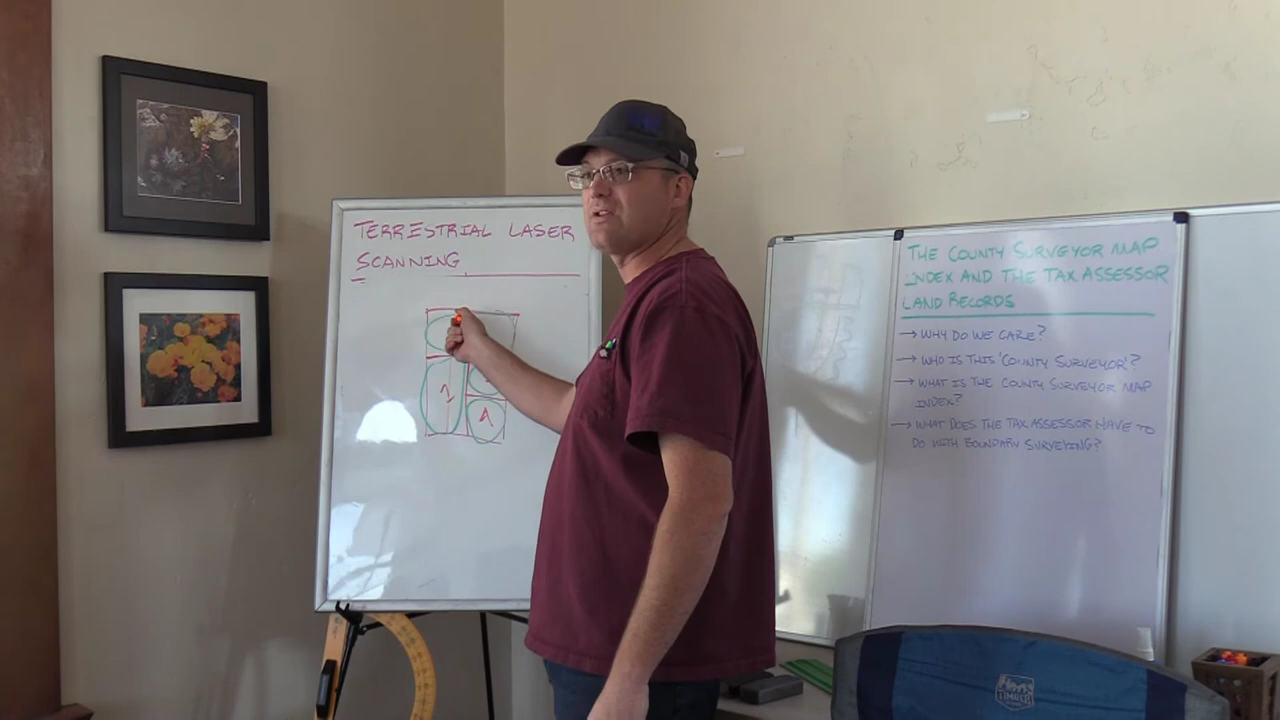 TERRESTRIAL LASER
SCANNING
THE COUNTY SURVEYOR MAP
INDEX AND THE TAX ASSESSOR
LAND RECORDS
→ WHY DO WE CARE?
→ WHO IS THIS 'COUNTY SURVEYOR'?
→ WHAT IS THE COUNTY SURVEYOR MAP
INDEX?
→ WHAT DOES THE TAX ASSESSOR HAVE TO
DO WITH BOUNDARY SURVEYING?
TIMBER